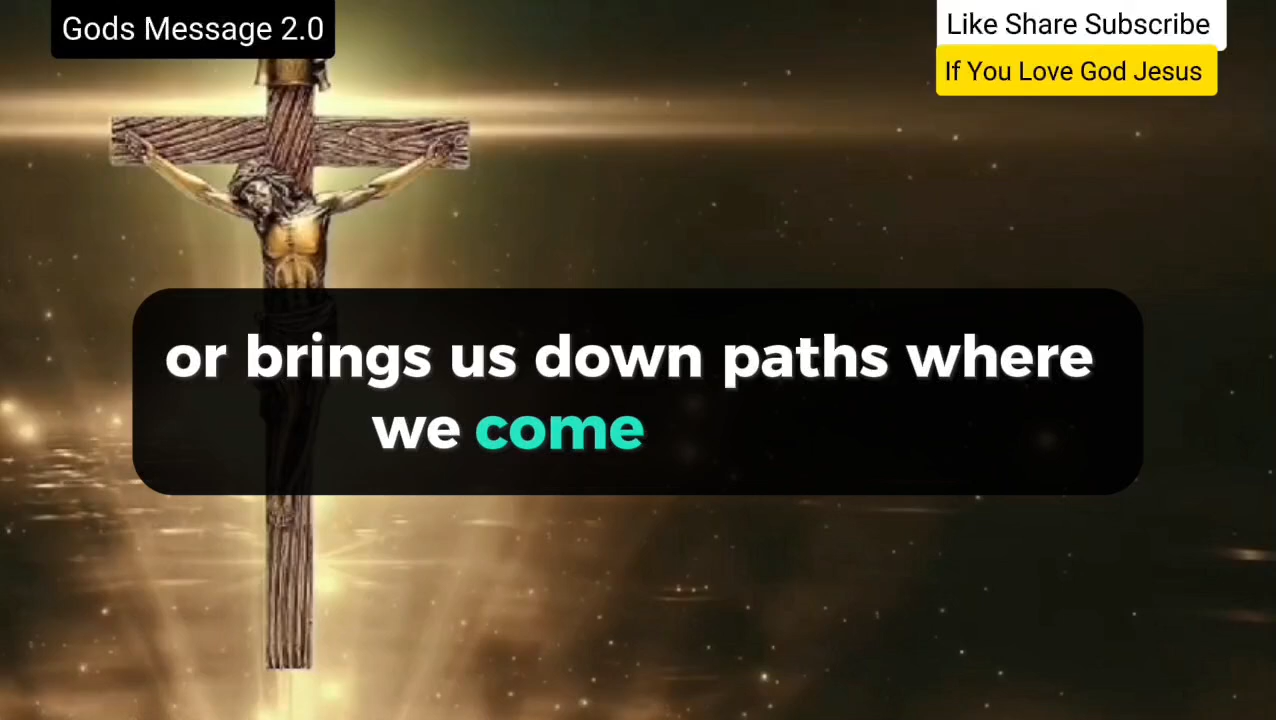 Gods Message 2.0
Like Share Subscribe
If You Love God Jesus
or brings us down paths where
we come